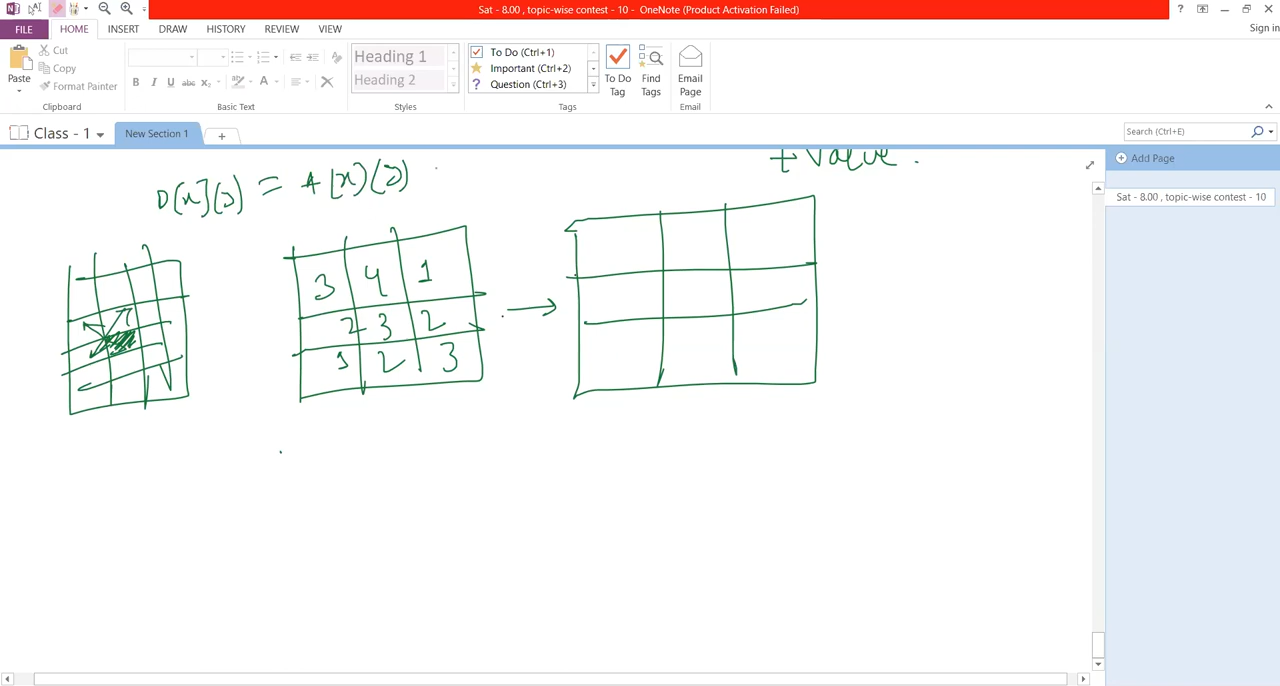 Sat - 8.00 , topic-wise contest - 10 - OneNote (Product Activation Failed)
FILE HOME INSERT DRAW HISTORY REVIEW VIEW Sign in
Paste Cut Copy Format Painter
B I U abc X₂ A
Heading 1
Heading 2
To Do (Ctrl+1)
Important (Ctrl+2)
Question (Ctrl+3)
To Do Tag
Find Tags
Email Page
Clipboard Basic Text Styles Tags Email
Class - 1 New Section 1 Search (Ctrl+E)
Add Page
Sat - 8.00 , topic-wise contest - 10
+ Value .
= A[x]
3 4 1
2 3 2
2 3